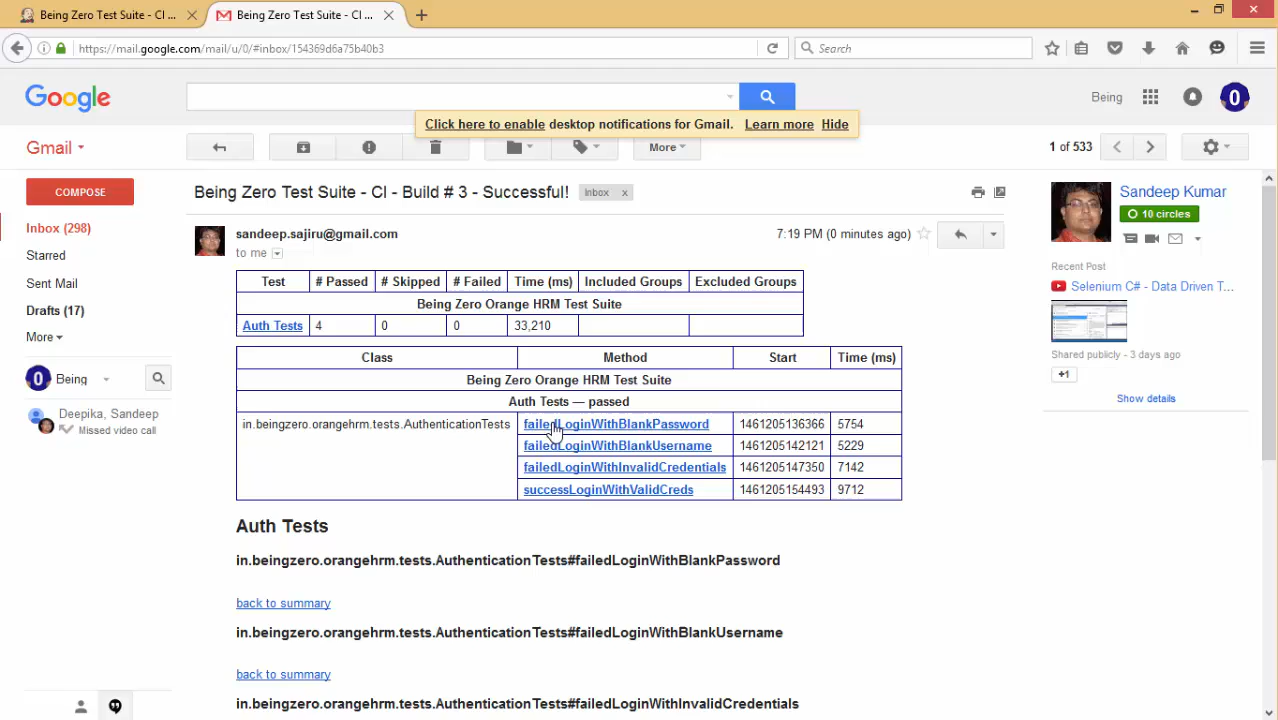 Being Zero Test Suite - CI ...
Being Zero Test Suite - CI ...
https://mail.google.com/mail/u/0/#inbox/154369d6a75b40b3
Search
Google
Being
Click here to enable desktop notifications for Gmail. Learn more Hide
Gmail
More
1 of 533
COMPOSE
Inbox (298)
Starred
Sent Mail
Drafts (17)
More
Being
Deepika, Sandeep
Missed video call
Being Zero Test Suite - CI - Build # 3 - Successful! Inbox x
sandeep.sajiru@gmail.com 7:19 PM (0 minutes ago)
to me
Test # Passed # Skipped # Failed Time (ms) Included Groups Excluded Groups
Being Zero Orange HRM Test Suite
Auth Tests 4 0 0 33,210
Class Method Start Time (ms)
Being Zero Orange HRM Test Suite
Auth Tests — passed
in.beingzero.orangehrm.tests.AuthenticationTests failedLoginWithBlankPassword 1461205136366 5754
failedLoginWithBlankUsername 1461205142121 5229
failedLoginWithInvalidCredentials 1461205147350 7142
successLoginWithValidCreds 1461205154493 9712
Auth Tests
in.beingzero.orangehrm.tests.AuthenticationTests#failedLoginWithBlankPassword
back to summary
in.beingzero.orangehrm.tests.AuthenticationTests#failedLoginWithBlankUsername
back to summary
in.beingzero.orangehrm.tests.AuthenticationTests#failedLoginWithInvalidCredentials
Sandeep Kumar
10 circles
Recent Post
Selenium C# - Data Driven T...
Shared publicly - 3 days ago
+1
Show details